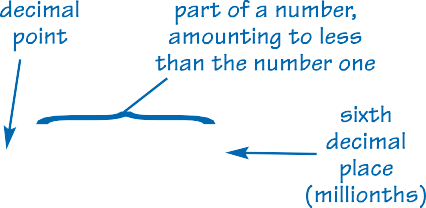 decimal
point
part of a number,
amounting to less
than the number one
sixth
decimal
place
(millionths)